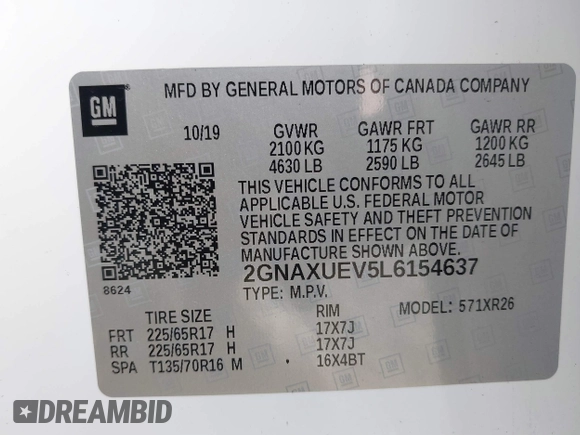 GM
MFD BY GENERAL MOTORS OF CANADA COMPANY
10/19 GVWR GAWR FRT GAWR RR
2100 KG 1175 KG 1200 KG
4630 LB 2590 LB 2645 LB
THIS VEHICLE CONFORMS TO ALL
APPLICABLE U.S. FEDERAL MOTOR
VEHICLE SAFETY AND THEFT PREVENTION
STANDARDS IN EFFECT ON THE DATE OF
MANUFACTURE SHOWN ABOVE.
8624
2GNAXUEV5L6154637
TYPE: M.P.V.
MODEL: 571XR26
TIRE SIZE RIM
FRT 225/65R17 H 17X7J
RR 225/65R17 H 17X7J
SPA T135/70R16 M 16X4BT
DREAMBID